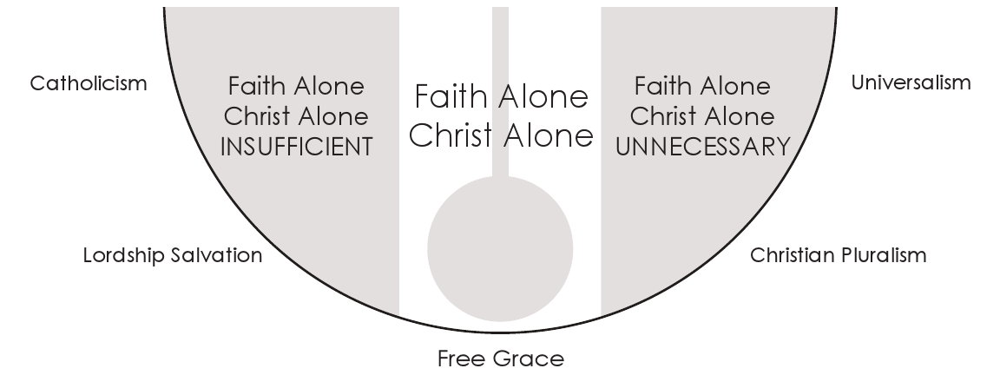 Catholicism
Faith Alone
Christ Alone
INSUFFICIENT
Faith Alone
Christ Alone
Faith Alone
Christ Alone
UNNECESSARY
Universalism
Lordship Salvation
Christian Pluralism
Free Grace